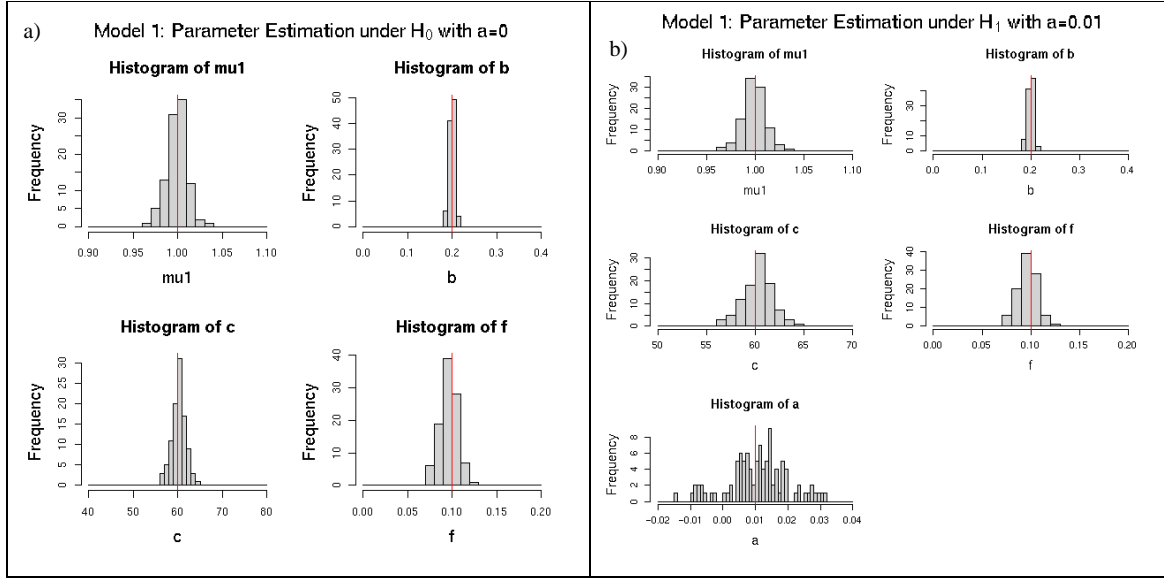 a)
Model 1: Parameter Estimation under H₀ with a=0
Histogram of mu1
Frequency
0 5 15 30
0.90 0.95 1.00 1.05 1.10
mu1
Histogram of b
0 10 20 30 40 50
0.0 0.1 0.2 0.3 0.4
b
Histogram of c
Frequency
0 5 10 15 20 25 30
40 50 60 70 80
c
Histogram of f
Frequency
0 10 20 30 40
0.00 0.05 0.10 0.15 0.20
f
b)
Model 1: Parameter Estimation under H₁ with a=0.01
Histogram of mu1
Frequency
0 10 30
0.90 0.95 1.00 1.05 1.10
mu1
Histogram of b
Frequency
0 10 30
0.0 0.1 0.2 0.3 0.4
b
Histogram of c
Frequency
0 10 20 30
50 55 60 65 70
c
Histogram of f
Frequency
0 10 20 30 40
0.00 0.05 0.10 0.15 0.20
f
Histogram of a
Frequency
0 2 4 6 8
-0.02 -0.01 0.00 0.01 0.02 0.03 0.04
a